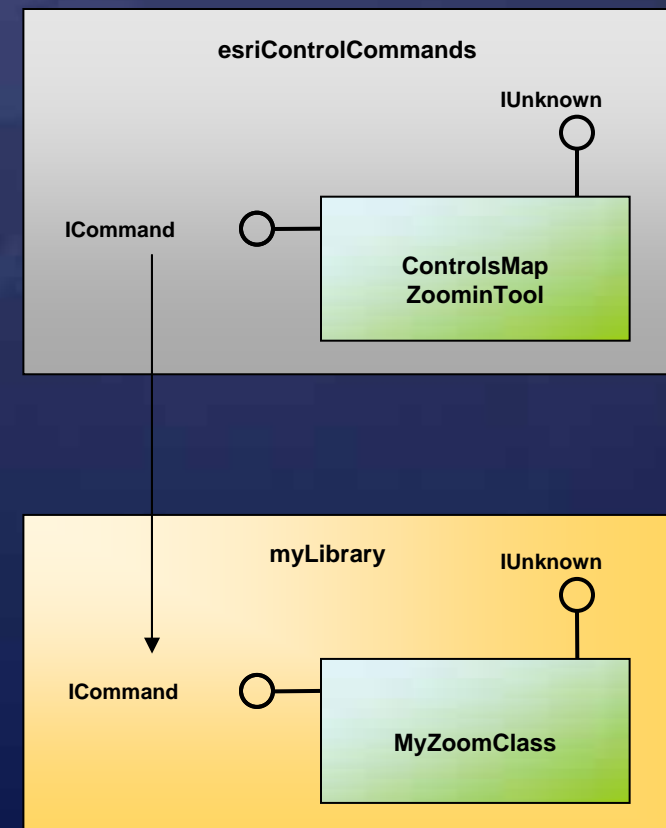 esriControlCommands
IUnknown
ICommand
ControlsMap
ZoominTool
myLibrary
IUnknown
ICommand
MyZoomClass